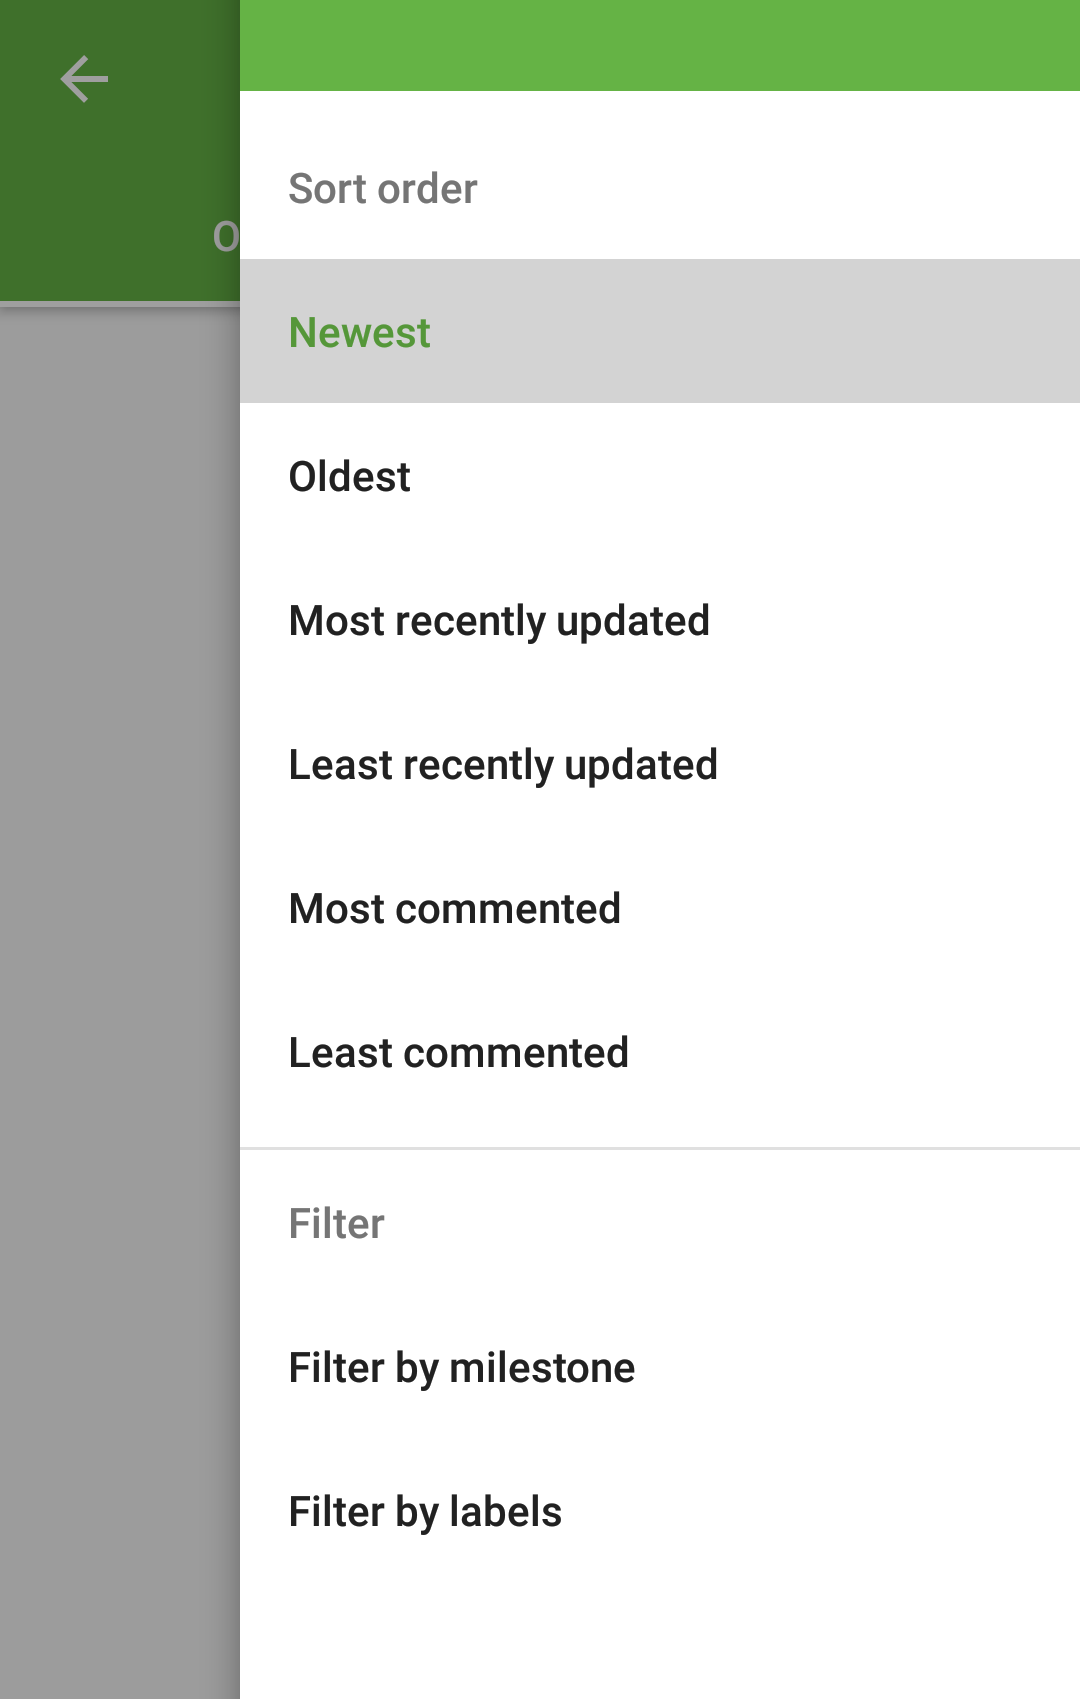 Sort order
Newest
Oldest
Most recently updated
Least recently updated
Most commented
Least commented
Filter
Filter by milestone
Filter by labels